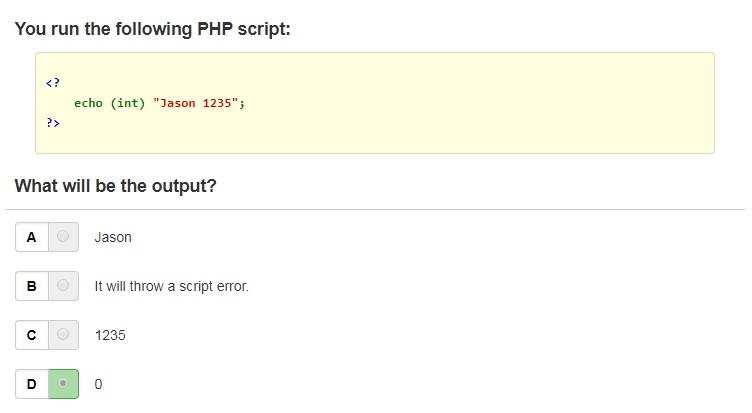 You run the following PHP script:
<?
echo (int) "Jason 1235";
?>
What will be the output?
A Jason
B It will throw a script error.
C 1235
D 0